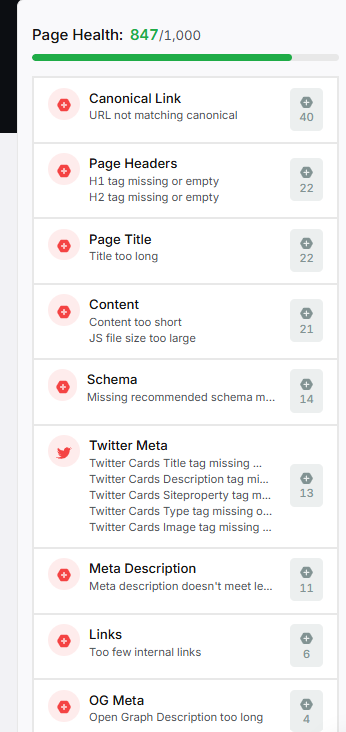 Page Health: 847/1,000
Canonical Link
URL not matching canonical
40
Page Headers
H1 tag missing or empty
H2 tag missing or empty
22
Page Title
Title too long
22
Content
Content too short
JS file size too large
21
Schema
Missing recommended schema m...
14
Twitter Meta
Twitter Cards Title tag missing ...
Twitter Cards Description tag mi...
Twitter Cards Siteproperty tag m...
Twitter Cards Type tag missing o...
Twitter Cards Image tag missing ...
13
Meta Description
Meta description doesn't meet le...
11
Links
Too few internal links
6
OG Meta
Open Graph Description too long
4